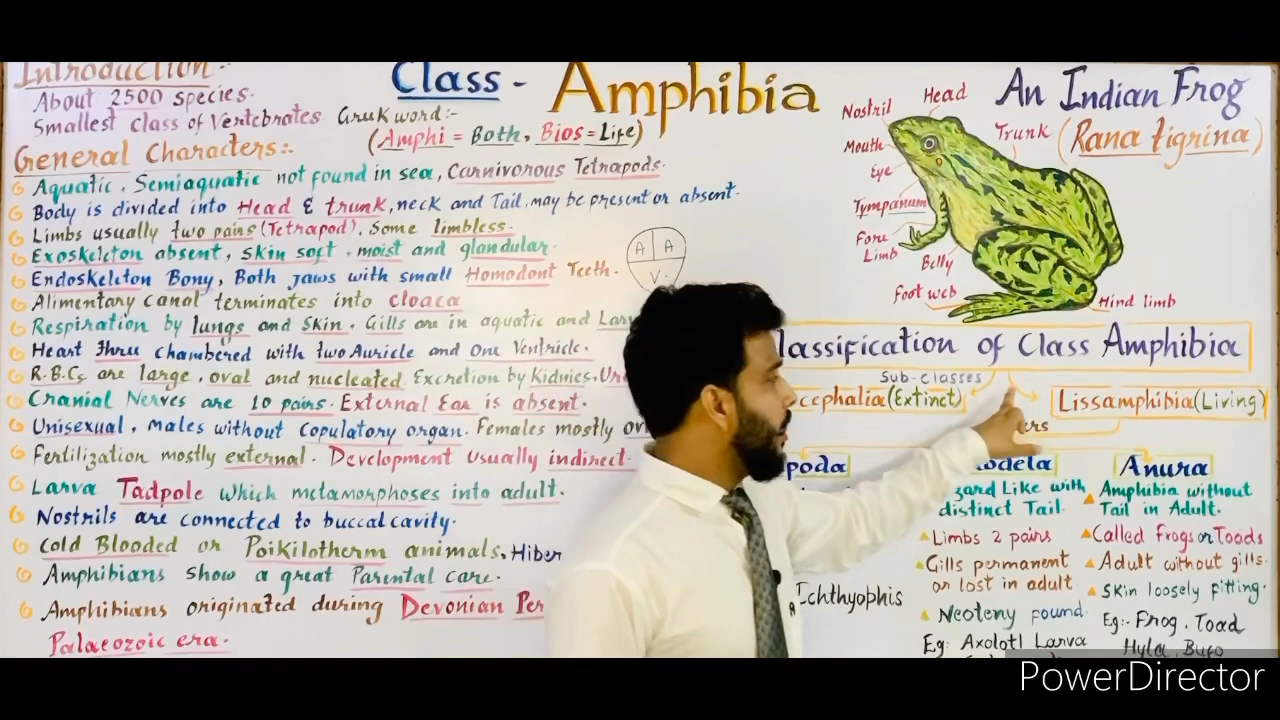 Introduction:-
About 2500 species.
Smallest class of Vertebrates. Greek word:-
(Amphi = Both, Bios = Life)
Class - Amphibia
General Characters:-
Aquatic, Semiaquatic not found in sea, Carnivorous Tetrapods.
Body is divided into Head & trunk, neck and Tail may be present or absent.
Limbs usually two pairs (Tetrapod). Some limbless.
Exoskeleton absent, skin soft, moist and glandular.
Endoskeleton Bony, Both jaws with small Homodont Teeth.
Alimentary canal terminates into cloaca
Respiration by lungs and skin. Gills are in aquatic and Larv
Heart three chambered with two Auricle and One Ventricle.
R.B.Cs are large, oval and nucleated. Excretion by Kidnies. Ur
Cranial Nerves are 10 pairs. External Ear is absent.
Unisexual, males without copulatory organ. Females mostly ov
Fertilization mostly external. Development usually indirect.
Larva Tadpole which metamorphoses into adult.
Nostrils are connected to buccal cavity.
Cold Blooded or Poikilotherm animals. Hiber
Amphibians show a great Parental care.
Amphibians originated during Devonian Per
Palaeozoic era.
A A
V
An Indian Frog
(Rana tigrina)
Nostril
Head
Trunk
Mouth
Eye
Tympanum
Fore
Limb
Belly
Foot web
Hind limb
lassification of Class Amphibia
Sub-classes
cephalia (Extinct)
Lissamphibia (Living)
ers
poda
Ichthyophis
odela
zard Like with
distinct Tail.
Limbs 2 pairs
Gills permanent
or lost in adult
Neoteny found.
Eg: Axolotl Larva
Anura
Amphibia without
Tail in Adult.
Called frogs or Toads
Adult without gills.
Skin loosely fitting.
Eg:- Frog, Toad
Hyla, Bufo
PowerDirector